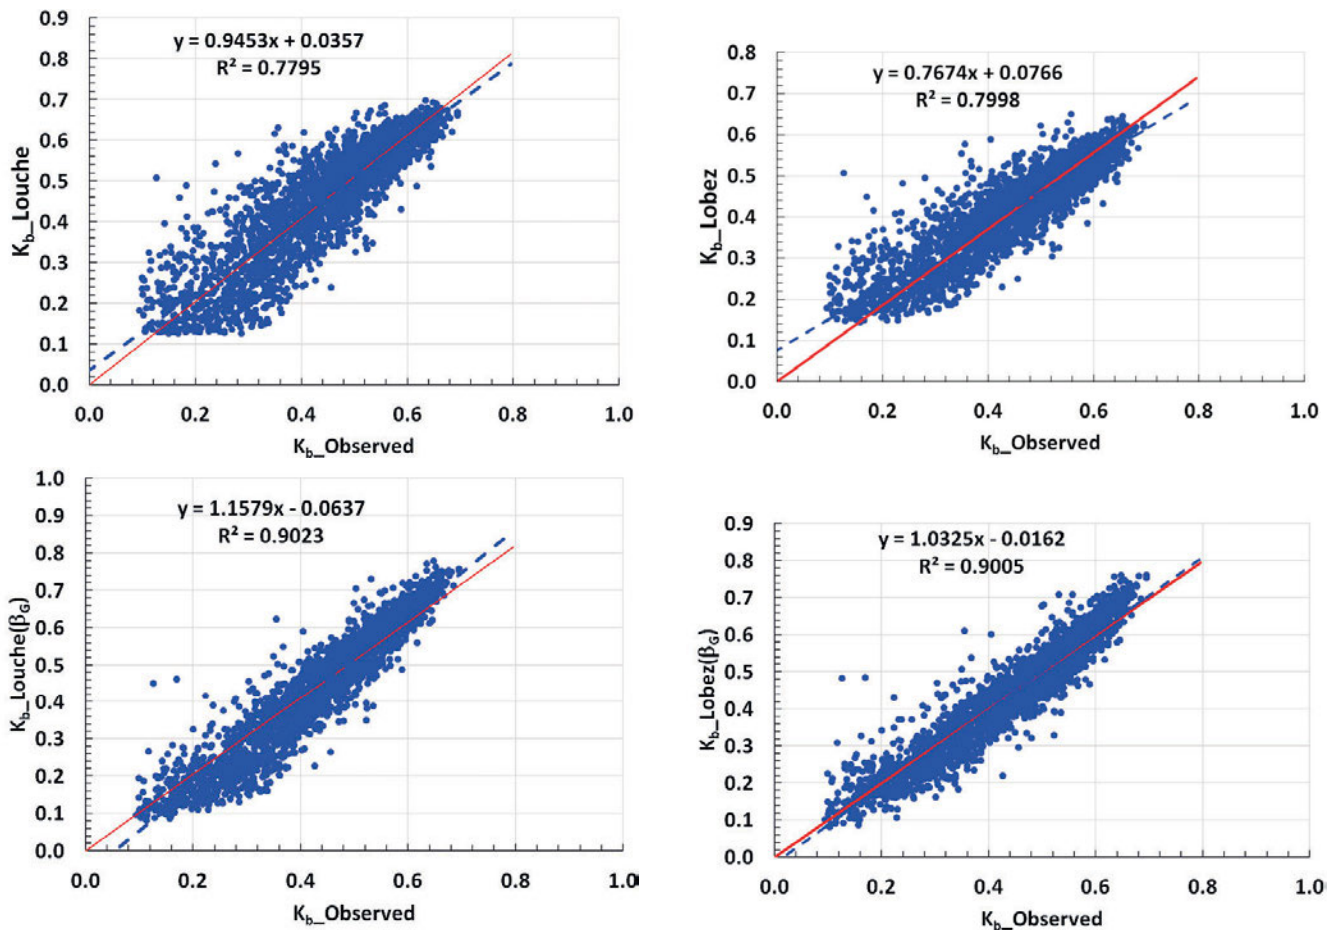 0.9
0.8
0.7
0.6
0.5
0.4
0.3
0.2
0.1
0.0
K_b_Louche
y = 0.9453x + 0.0357
R² = 0.7795
0.0 0.2 0.4 0.6 0.8 1.0
K_b_Observed
0.8
0.7
0.6
0.5
0.4
0.3
0.2
0.1
0.0
K_b_Lobez
y = 0.7674x + 0.0766
R² = 0.7998
0.0 0.2 0.4 0.6 0.8 1.0
K_b_Observed
1.0
0.9
0.8
0.7
0.6
0.5
0.4
0.3
0.2
0.1
0.0
K_b_Louche(β_G)
y = 1.1579x - 0.0637
R² = 0.9023
0.0 0.2 0.4 0.6 0.8 1.0
K_b_Observed
0.9
0.8
0.7
0.6
0.5
0.4
0.3
0.2
0.1
0.0
K_b_Lobez(β_G)
y = 1.0325x - 0.0162
R² = 0.9005
0.0 0.2 0.4 0.6 0.8 1.0
K_b_Observed